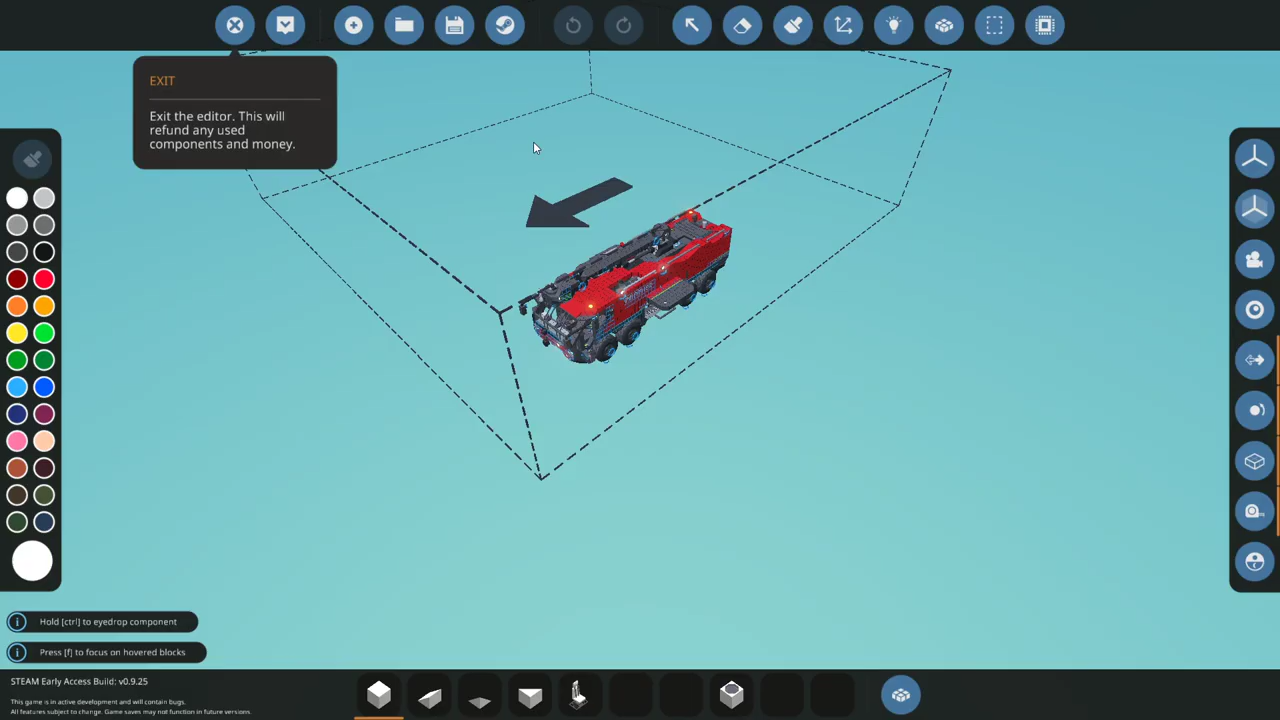 EXIT
Exit the editor. This will
refund any used
components and money.
Hold [ctrl] to eyedrop component
Press [f] to focus on hovered blocks
STEAM Early Access Build: v0.9.25
This game is in active development and will contain bugs.
All features subject to change. Game saves may not function in future versions.